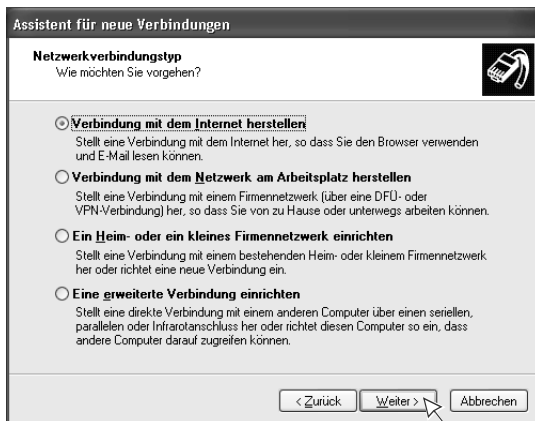 Assistent für neue Verbindungen
Netzwerkverbindungstyp
Wie möchten Sie vorgehen?
Verbindung mit dem Internet herstellen
Stellt eine Verbindung mit dem Internet her, so dass Sie den Browser verwenden
und E-Mail lesen können.
Verbindung mit dem Netzwerk am Arbeitsplatz herstellen
Stellt eine Verbindung mit einem Firmennetzwerk (über eine DFÜ- oder
VPN-Verbindung) her, so dass Sie von zu Hause oder unterwegs arbeiten können.
Ein Heim- oder ein kleines Firmennetzwerk einrichten
Stellt eine Verbindung mit einem bestehenden Heim- oder kleinem Firmennetzwerk
her oder richtet eine neue Verbindung ein.
Eine erweiterte Verbindung einrichten
Stellt eine direkte Verbindung mit einem anderen Computer über einen seriellen,
parallelen oder Infrarotanschluss her oder richtet diesen Computer so ein, dass
andere Computer darauf zugreifen können.
< Zurück Weiter > Abbrechen